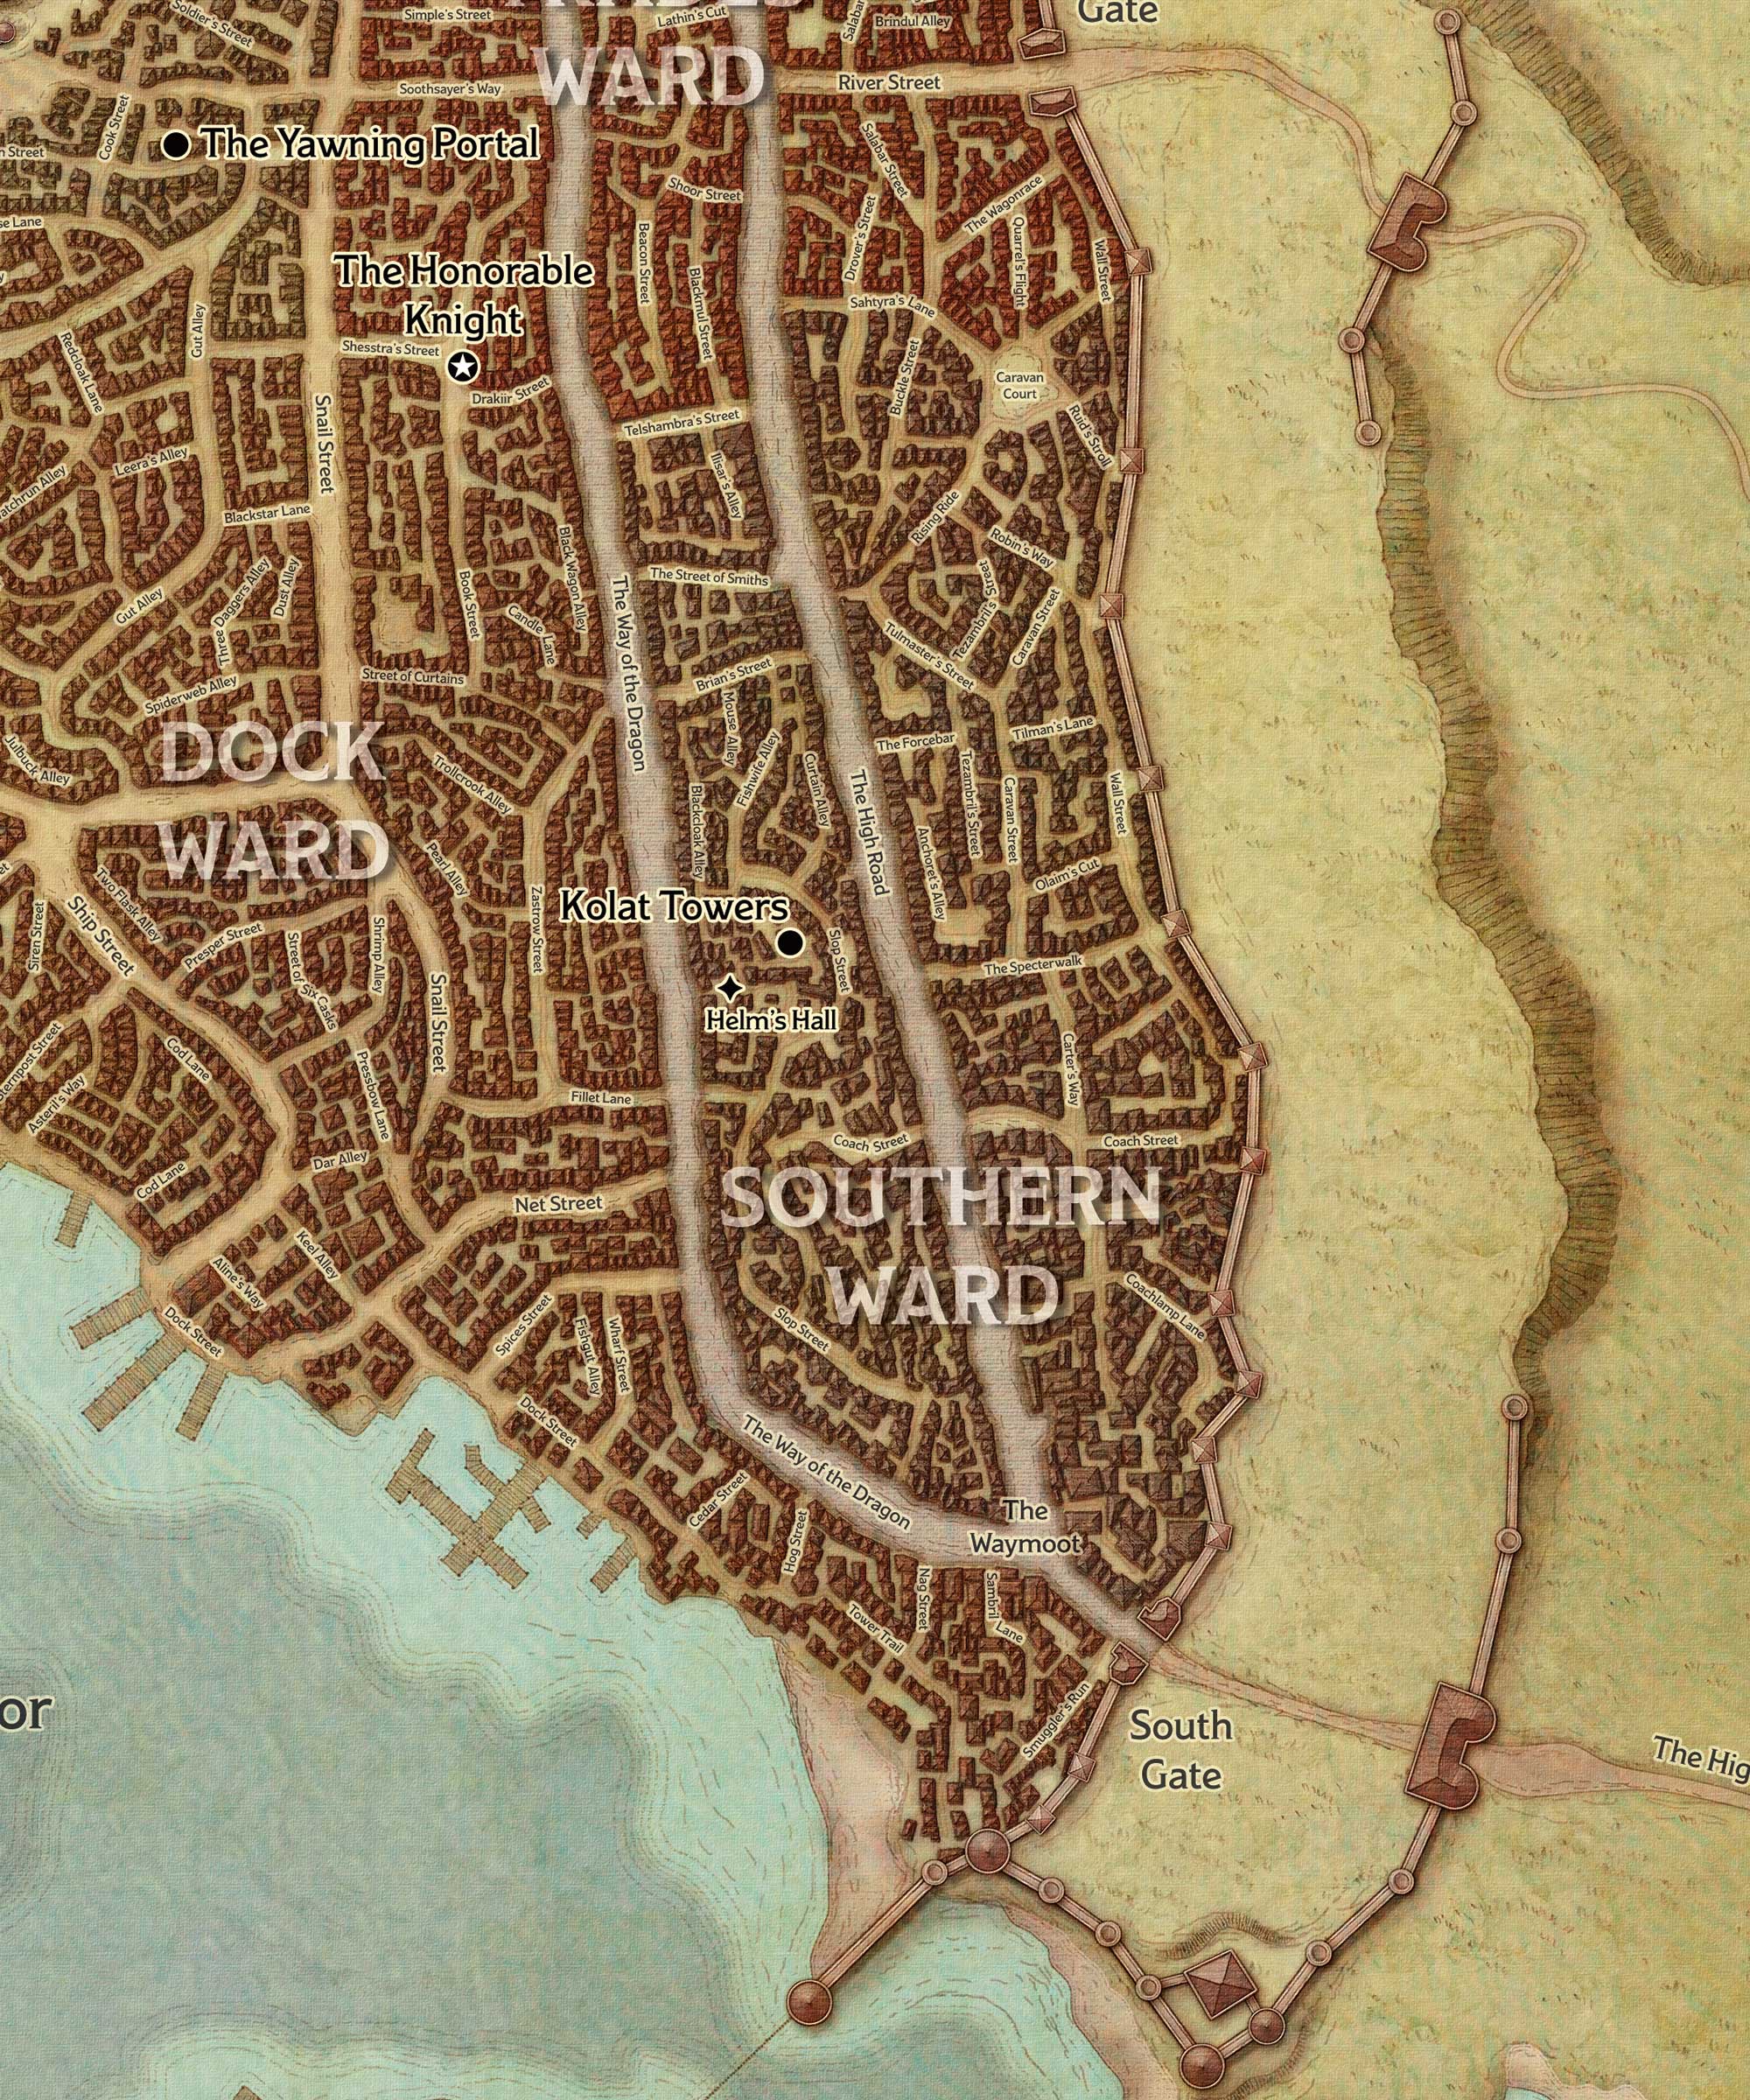 Simple's Street
Lathin's Cut
Brindul Alley
Gate
Soldier's Street
WARD
Soothsayer's Way
River Street
Cook Street
The Yawning Portal
Street
Salabar Street
Shoor Street
The Wagonrace
Drover's Street
Quarrel's Flight
Wall Street
Beacon Street
Blackmul Street
The Honorable
Knight
Sahtyra's Lane
Gut Alley
Redcloak Lane
Shesstra's Street
Drakiir Street
Buckle Street
Caravan
Court
Ruid's Stroll
Telshambra's Street
Snail Street
Leera's Alley
Ilisar's Alley
Blackstar Lane
Rising Ride
Robin's Way
Black Wagon Alley
The Street of Smiths
The Way of the Dragon
Book Street
Candle Lane
Gut Alley
Three Daggers Alley
Dust Alley
Tezambril's Street
Caravan Street
Tulmaster's Street
Brian's Street
Street of Curtains
Spiderweb Alley
Mouse Alley
Fishwife Alley
The Forcebar
Tilman's Lane
DOCK
WARD
Julbuck Alley
Trollcrook Alley
Curtain Alley
Blackcloak Alley
The High Road
Tezambril's Street
Caravan Street
Wall Street
Anchoret's Alley
Olaim's Cut
Pearl Alley
Two Flask Alley
Ship Street
Siren Street
Presper Street
Street of Six Casks
Shrimp Alley
Snail Street
Zastrow Street
Kolat Towers
Slop Street
The Specterwalk
Helm's Hall
Carter's Way
Cod Lane
Asteril's Way
Pressbow Lane
Fillet Lane
Coach Street
Coach Street
Dar Alley
Cod Lane
Net Street
SOUTHERN
WARD
Keel Alley
Aline's Way
Dock Street
Spices Street
Fishgut Alley
Wharf Street
Slop Street
Coachlamp Lane
Dock Street
The Way of the Dragon
Cedar Street
Hog Street
The
Waymoot
Nag Street
Sambril Lane
Tower Trail
Smuggler's Run
South
Gate
or
The Hig